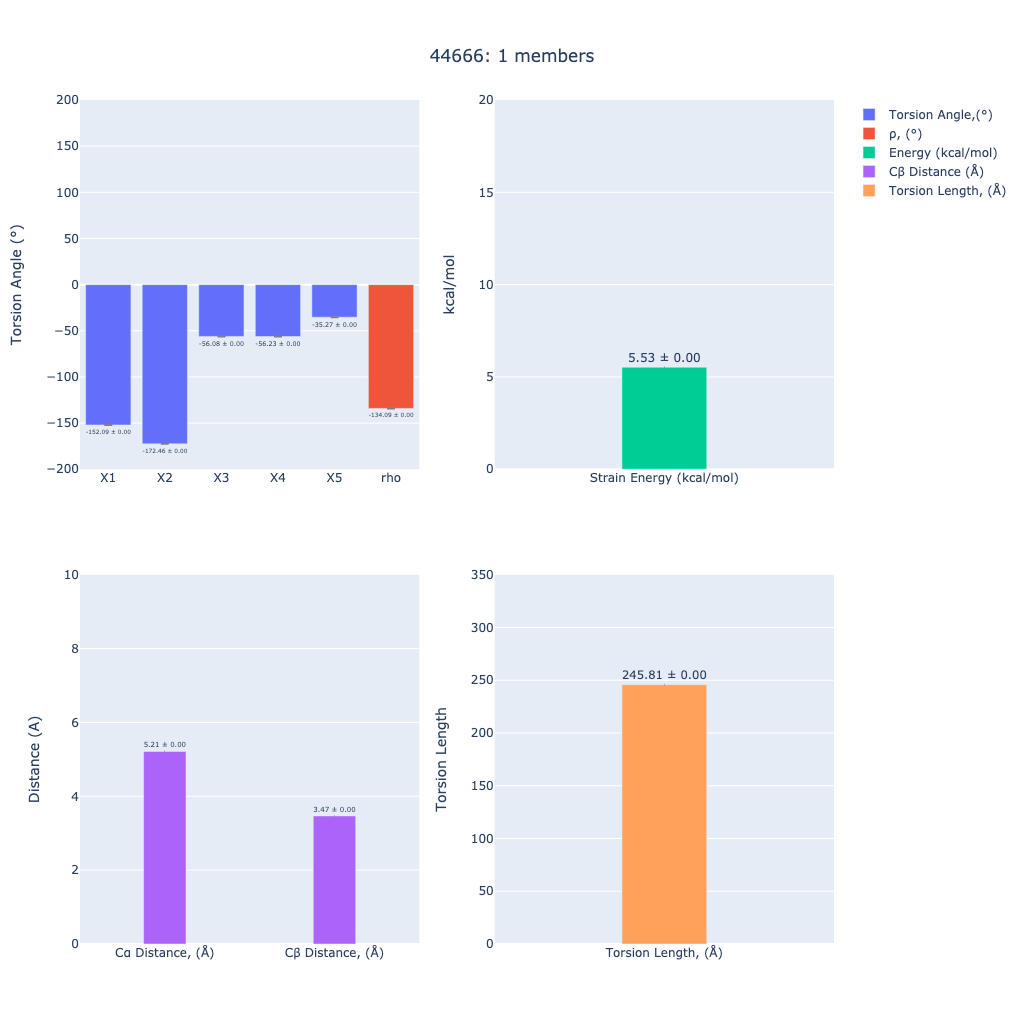 44666: 1 members
Torsion Angle (°)
200
150
100
50
0
−50
−100
−150
−200
-152.09 ± 0.00
-172.46 ± 0.00
-56.08 ± 0.00
-56.23 ± 0.00
-35.27 ± 0.00
-134.09 ± 0.00
X1 X2 X3 X4 X5 rho
kcal/mol
20
15
10
5
0
5.53 ± 0.00
Strain Energy (kcal/mol)
Torsion Angle,(°)
ρ, (°)
Energy (kcal/mol)
Cβ Distance (Å)
Torsion Length, (Å)
Distance (A)
10
8
6
4
2
0
5.21 ± 0.00
3.47 ± 0.00
Cα Distance, (Å) Cβ Distance, (Å)
Torsion Length
350
300
250
200
150
100
50
0
245.81 ± 0.00
Torsion Length, (Å)